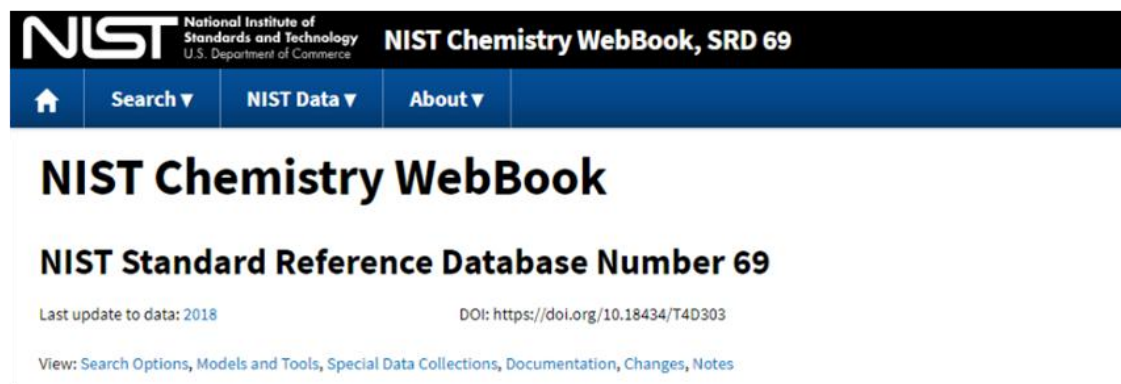 NIST National Institute of
Standards and Technology
U.S. Department of Commerce
NIST Chemistry WebBook, SRD 69
Search▼ NIST Data▼ About▼
NIST Chemistry WebBook
NIST Standard Reference Database Number 69
Last update to data: 2018 DOI: https://doi.org/10.18434/T4D303
View: Search Options, Models and Tools, Special Data Collections, Documentation, Changes, Notes